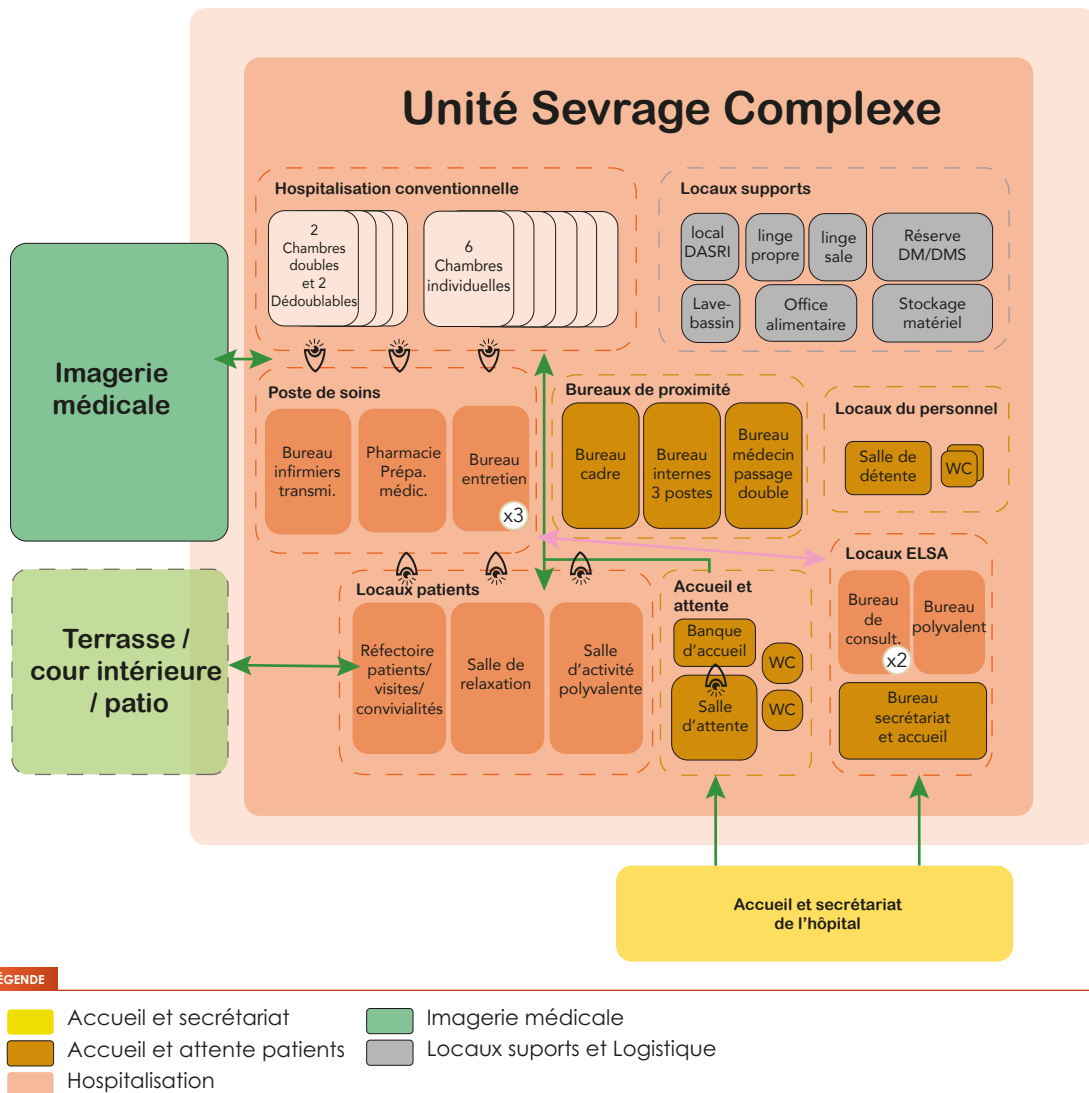 Unité Sevrage Complexe
Hospitalisation conventionnelle
2
Chambres
doubles
et 2
Dédoublables
6
Chambres
individuelles
Locaux supports
local
DASRI
linge
propre
linge
sale
Réserve
DM/DMS
Lave-
bassin
Office
alimentaire
Stockage
matériel
Imagerie
médicale
Poste de soins
Bureau
infirmiers
transmi.
Pharmacie
Prépa.
médic.
Bureau
entretien
x3
Bureaux de proximité
Bureau
cadre
Bureau
internes
3 postes
Bureau
médecin
passage
double
Locaux du personnel
Salle de
détente
WC
Terrasse /
cour intérieure
/ patio
Locaux patients
Réfectoire
patients/
visites/
convivialités
Salle de
relaxation
Salle
d'activité
polyvalente
Accueil et
attente
Banque
d'accueil
WC
Salle
d'attente
WC
Locaux ELSA
Bureau
de
consult.
x2
Bureau
polyvalent
Bureau
secrétariat
et accueil
Accueil et secrétariat
de l'hôpital
ÉGENDE
Accueil et secrétariat
Imagerie médicale
Accueil et attente patients
Locaux suports et Logistique
Hospitalisation